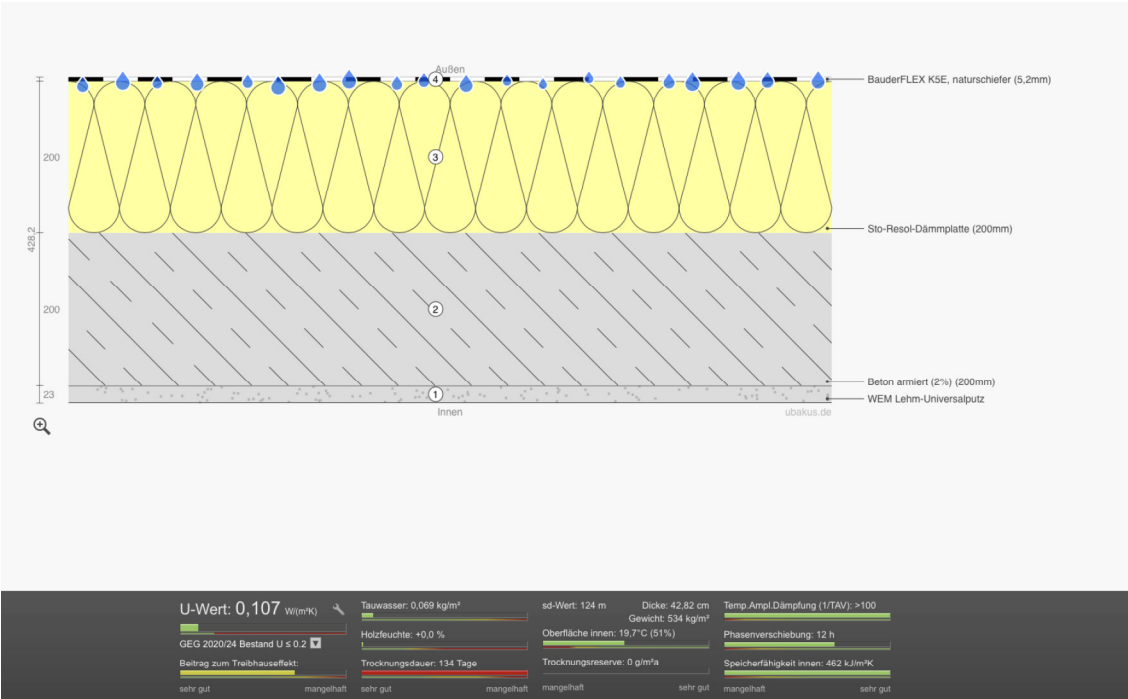 Außen
4
BauderFLEX K5E, naturschiefer (5,2mm)
200
3
428,2
Sto-Resol-Dämmplatte (200mm)
200
2
Beton armiert (2%) (200mm)
23
1
WEM Lehm-Universalputz
Innen
ubakus.de
U-Wert: 0,107 W/(m²K)
GEG 2020/24 Bestand U ≤ 0.2
Beitrag zum Treibhauseffekt:
sehr gut mangelhaft
Tauwasser: 0,069 kg/m²
Holzfeuchte: +0,0 %
Trocknungsdauer: 134 Tage
sehr gut mangelhaft
sd-Wert: 124 m Dicke: 42,82 cm
Gewicht: 534 kg/m²
Oberfläche innen: 19,7°C (51%)
Trocknungsreserve: 0 g/m²a
mangelhaft sehr gut
Temp.Ampl.Dämpfung (1/TAV): >100
Phasenverschiebung: 12 h
Speicherfähigkeit innen: 462 kJ/m²K
mangelhaft sehr gut